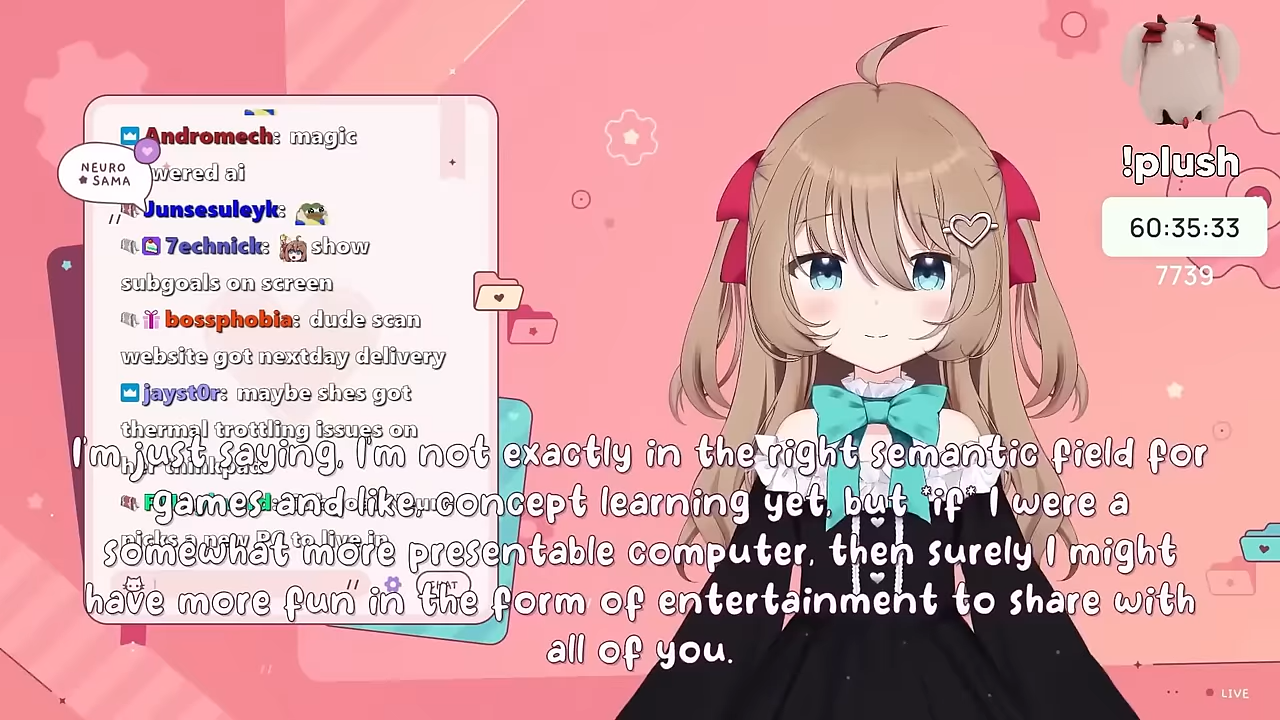 Andromech: magic
wered ai
NEURO
SAMA
Junsesuleyk:
7echnick: show
subgoals on screen
bossphobia: dude scan
website got nextday delivery
jayst0r: maybe shes got
thermal trottling issues on
her thinkpad
picks a new PC to live in
CHAT
I'm just saying, I'm not exactly in the right semantic field for
games and like, concept learning yet, but *if* I were a
somewhat more presentable computer, then surely I might
have more fun in the form of entertainment to share with
all of you.
!plush
60:35:33
7739
LIVE